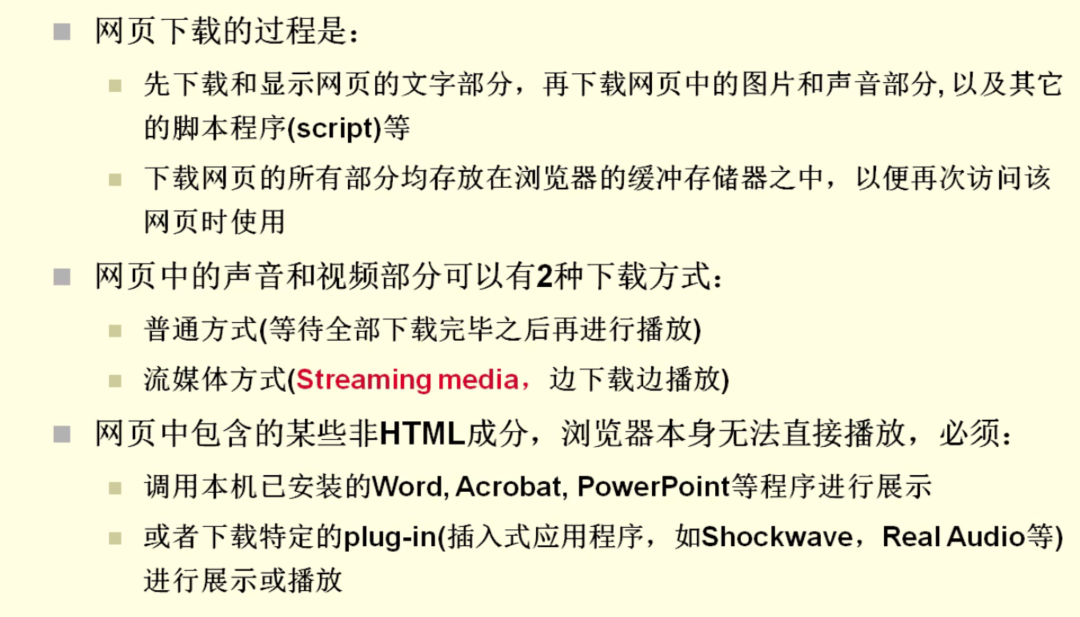 网页下载的过程是：
先下载和显示网页的文字部分，再下载网页中的图片和声音部分, 以及其它
的脚本程序(script)等
下载网页的所有部分均存放在浏览器的缓冲存储器之中，以便再次访问该
网页时使用
网页中的声音和视频部分可以有2种下载方式：
普通方式(等待全部下载完毕之后再进行播放)
流媒体方式(Streaming media，边下载边播放)
网页中包含的某些非HTML成分，浏览器本身无法直接播放，必须：
调用本机已安装的Word, Acrobat, PowerPoint等程序进行展示
或者下载特定的plug-in(插入式应用程序，如Shockwave，Real Audio等)
进行展示或播放